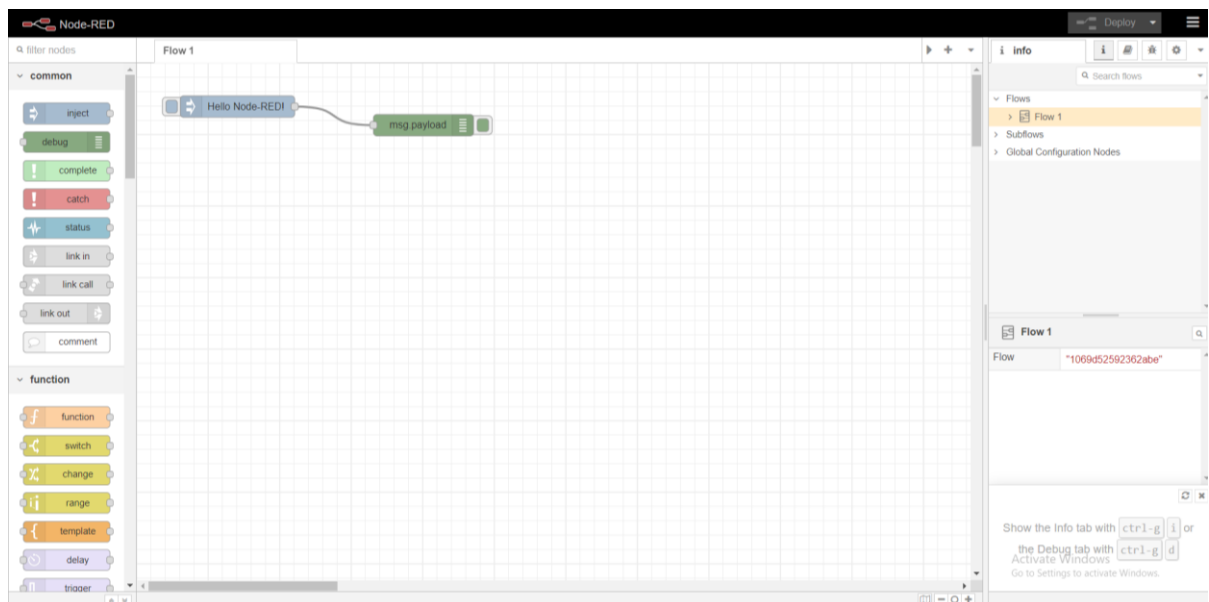 Node-RED
Deploy
filter nodes
Flow 1
i info
i
Search flows
common
inject
debug
complete
catch
status
link in
link call
link out
comment
function
function
switch
change
range
template
delay
trigger
Hello Node-RED!
msg.payload
Flows
Flow 1
Subflows
Global Configuration Nodes
Flow 1
Flow "1069d52592362abe"
Show the Info tab with ctrl-g i or
the Debug tab with ctrl-g d
Activate Windows
Go to Settings to activate Windows.